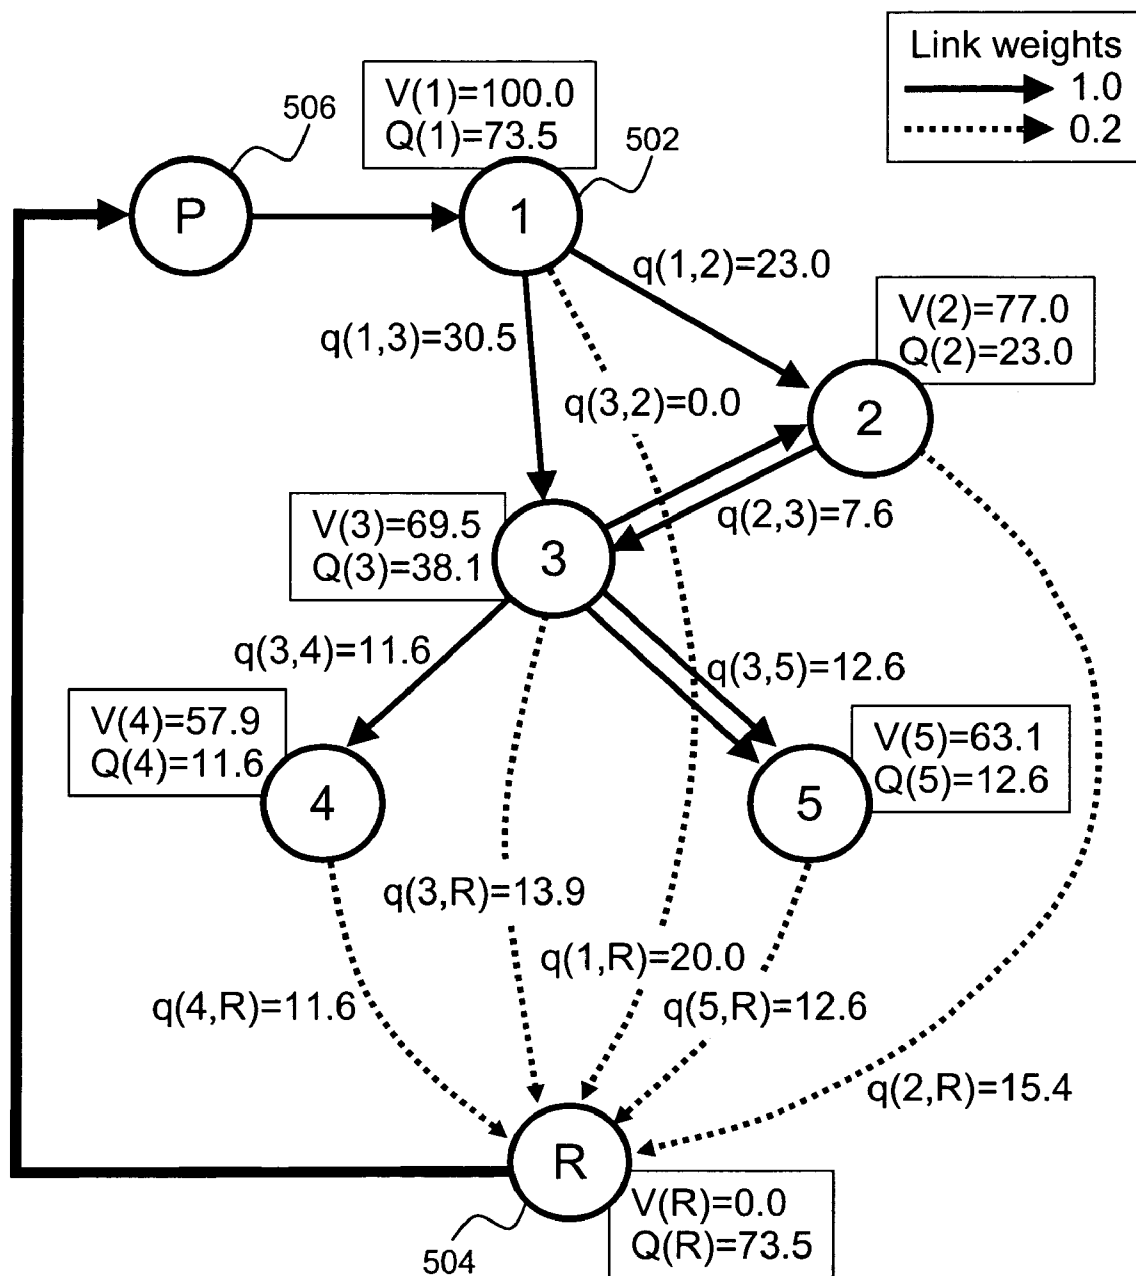 Link weights
1.0
0.2
506
V(1)=100.0
Q(1)=73.5
502
P
1
q(1,2)=23.0
V(2)=77.0
Q(2)=23.0
q(1,3)=30.5
q(3,2)=0.0
2
V(3)=69.5
Q(3)=38.1
3
q(2,3)=7.6
q(3,4)=11.6
q(3,5)=12.6
V(4)=57.9
Q(4)=11.6
4
5
V(5)=63.1
Q(5)=12.6
q(3,R)=13.9
q(1,R)=20.0
q(4,R)=11.6
q(5,R)=12.6
q(2,R)=15.4
R
V(R)=0.0
Q(R)=73.5
504